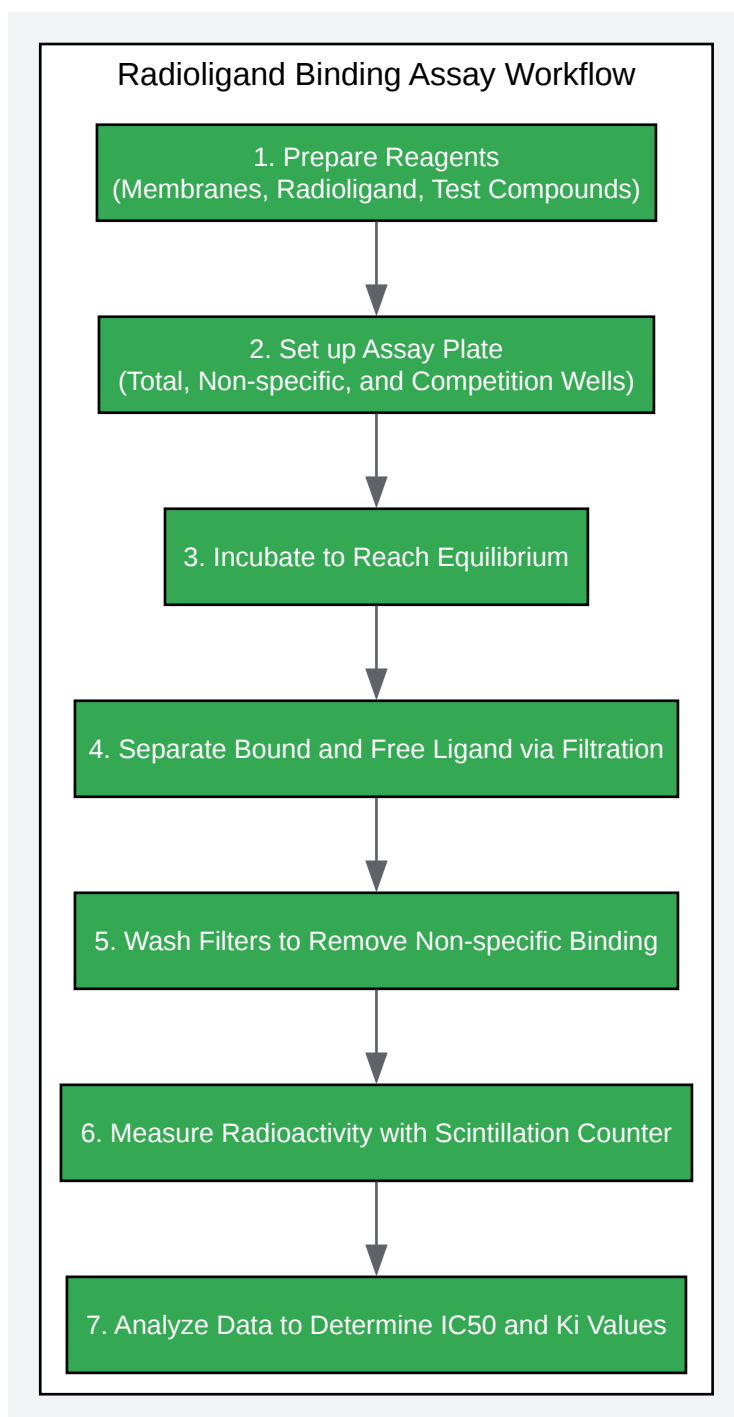 Radioligand Binding Assay Workflow
1. Prepare Reagents
(Membranes, Radioligand, Test Compounds)
2. Set up Assay Plate
(Total, Non-specific, and Competition Wells)
3. Incubate to Reach Equilibrium
4. Separate Bound and Free Ligand via Filtration
5. Wash Filters to Remove Non-specific Binding
6. Measure Radioactivity with Scintillation Counter
7. Analyze Data to Determine IC50 and Ki Values